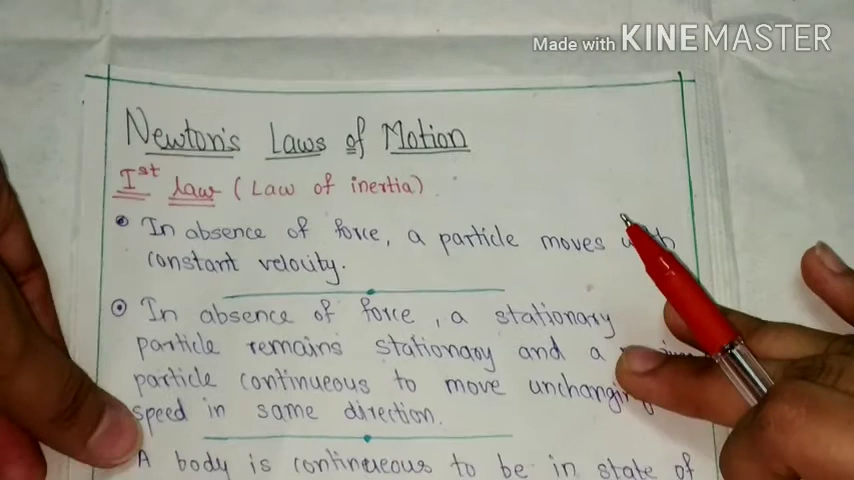 Made with KINEMASTER
Newton's Laws of Motion
Ist law (Law of inertia)
In absence of force, a particle moves
constant velocity.
In absence of force, a stationary
particle remains stationary and a
particle continueous to move unchanging
speed in same direction.
A body is continueous to be in state of